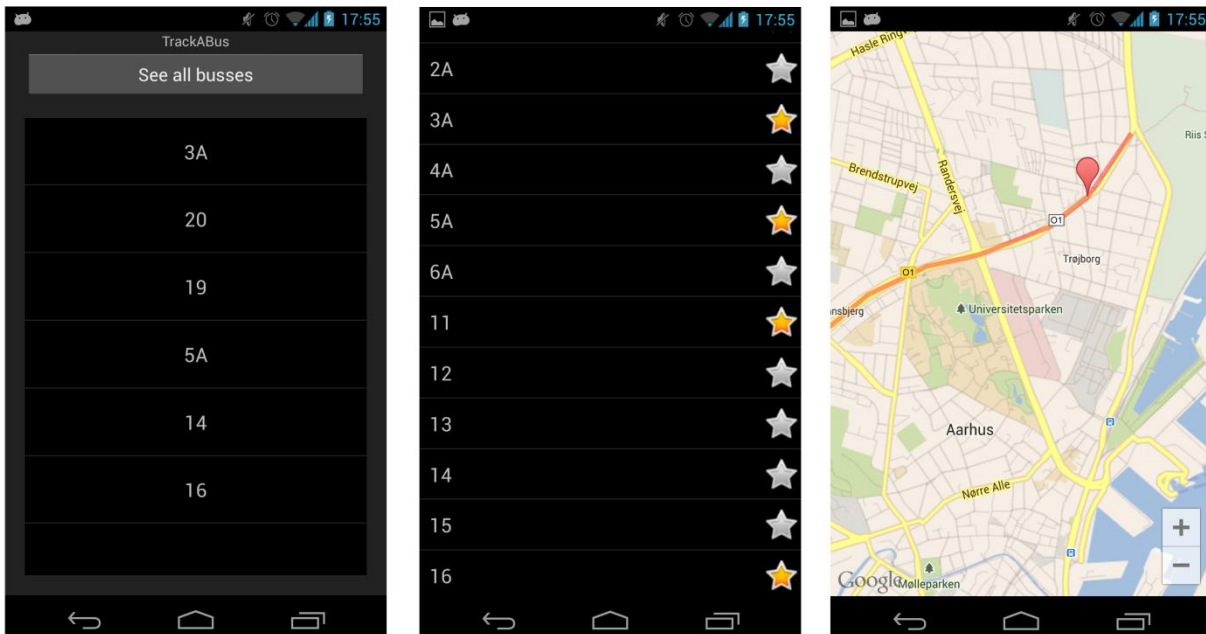 17:55
TrackABus
See all busses
3A
20
19
5A
14
16
17:55
2A
3A
4A
5A
6A
11
12
13
14
15
16
17:55
Hasle Ringv
Riis S
Brendstrupvej
Randersvej
O1
Trøjborg
O1
Universitetsparken
nsbjerg
Aarhus
Nørre Alle
+
−
Google
Mølleparken